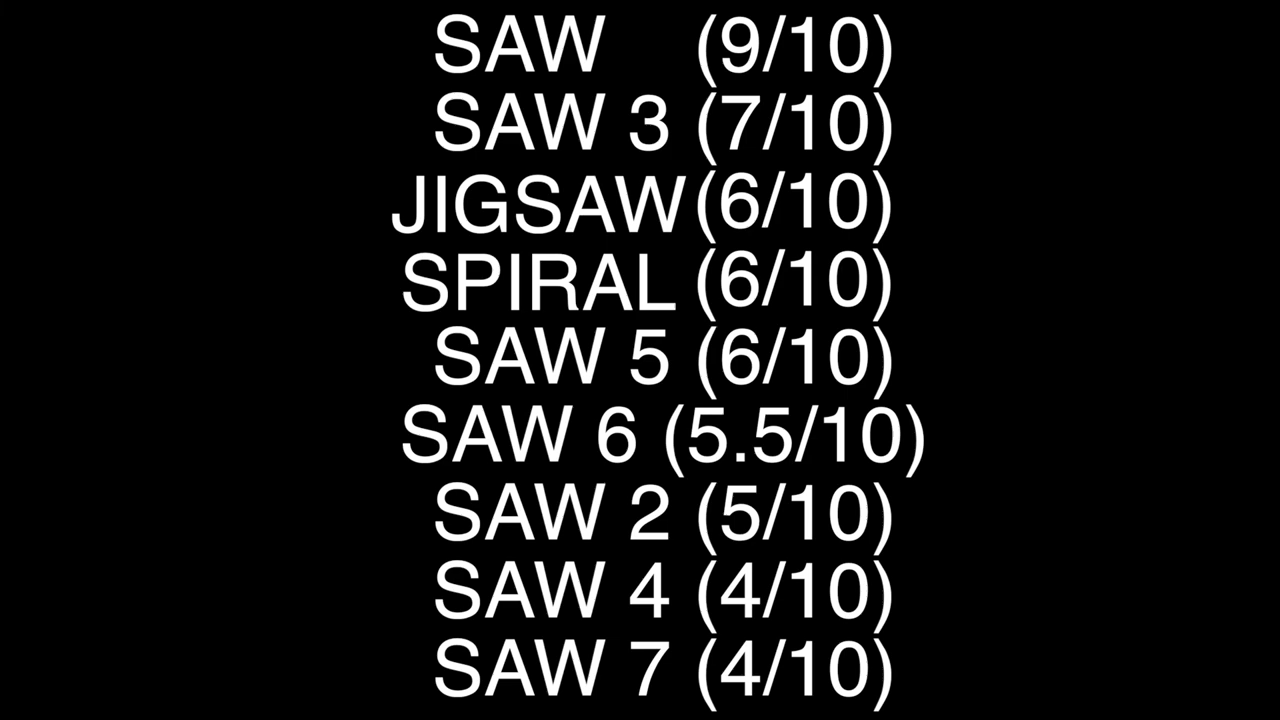 SAW (9/10)
SAW 3 (7/10)
JIGSAW (6/10)
SPIRAL (6/10)
SAW 5 (6/10)
SAW 6 (5.5/10)
SAW 2 (5/10)
SAW 4 (4/10)
SAW 7 (4/10)